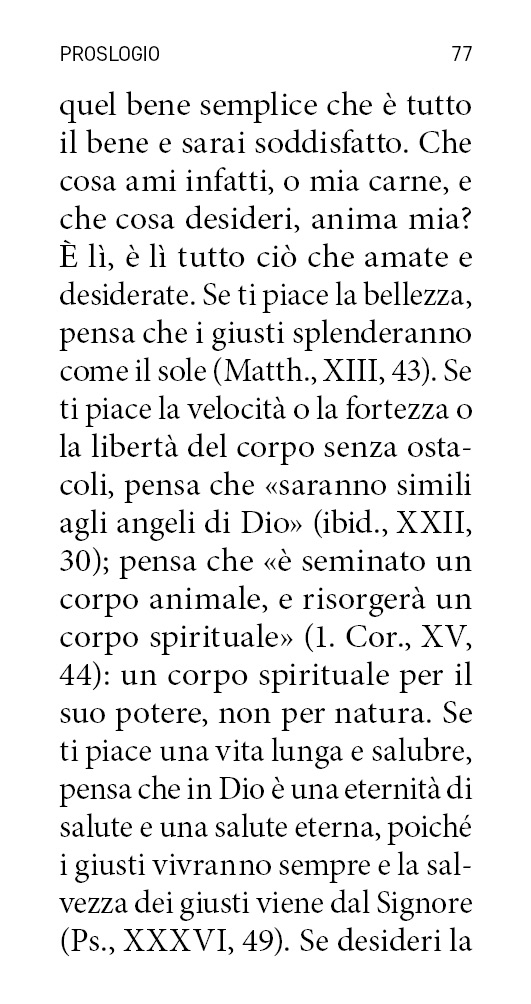 PROSLOGIO 77
quel bene semplice che è tutto
il bene e sarai soddisfatto. Che
cosa ami infatti, o mia carne, e
che cosa desideri, anima mia?
È lì, è lì tutto ciò che amate e
desiderate. Se ti piace la bellezza,
pensa che i giusti splenderanno
come il sole (Matth., XIII, 43). Se
ti piace la velocità o la fortezza o
la libertà del corpo senza osta-
coli, pensa che «saranno simili
agli angeli di Dio» (ibid., XXII,
30); pensa che «è seminato un
corpo animale, e risorgerà un
corpo spirituale» (1. Cor., XV,
44): un corpo spirituale per il
suo potere, non per natura. Se
ti piace una vita lunga e salubre,
pensa che in Dio è una eternità di
salute e una salute eterna, poiché
i giusti vivranno sempre e la sal-
vezza dei giusti viene dal Signore
(Ps., XXXVI, 49). Se desideri la